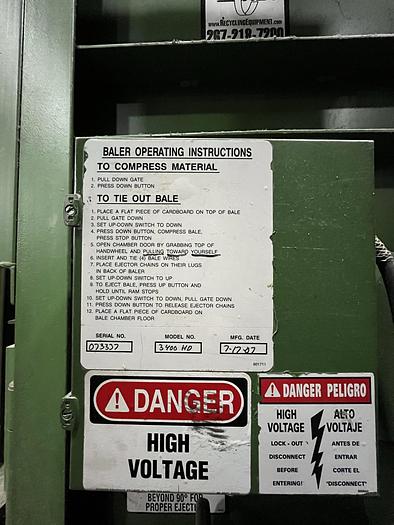 RECYCLINGEQUIPMENT.COM
267-218-7200
BALER OPERATING INSTRUCTIONS
TO COMPRESS MATERIAL
1. PULL DOWN GATE
2. PRESS DOWN BUTTON
TO TIE OUT BALE
1. PLACE A FLAT PIECE OF CARDBOARD ON TOP OF BALE
2. PULL GATE DOWN
3. SET UP-DOWN SWITCH TO DOWN
4. PRESS DOWN BUTTON, COMPRESS BALE,
PRESS STOP BUTTON
5. OPEN CHAMBER DOOR BY GRABBING TOP OF
HANDWHEEL AND PULLING TOWARD YOURSELF
6. INSERT AND TIE (4) BALE WIRES
7. PLACE EJECTOR CHAINS ON THEIR LUGS
IN BACK OF BALER
8. SET UP-DOWN SWITCH TO UP
9. TO EJECT BALE, PRESS UP BUTTON AND
HOLD UNTIL RAM STOPS
10. SET UP-DOWN SWITCH TO DOWN, PULL GATE DOWN
11. PRESS DOWN BUTTON TO RELEASE EJECTOR CHAINS
12. PLACE A FLAT PIECE OF CARDBOARD ON
BALE CHAMBER FLOOR
SERIAL NO. MODEL NO. MFG. DATE
073337 3400 HD 7-17-07
DANGER
HIGH
VOLTAGE
DANGER PELIGRO
HIGH
VOLTAGE
LOCK-OUT
DISCONNECT
BEFORE
ENTERING!
ALTO
VOLTAJE
ANTES DE
ENTRAR
CORTE EL
"DISCONNECT"
BEYOND 90° FOR
PROPER EJECTI